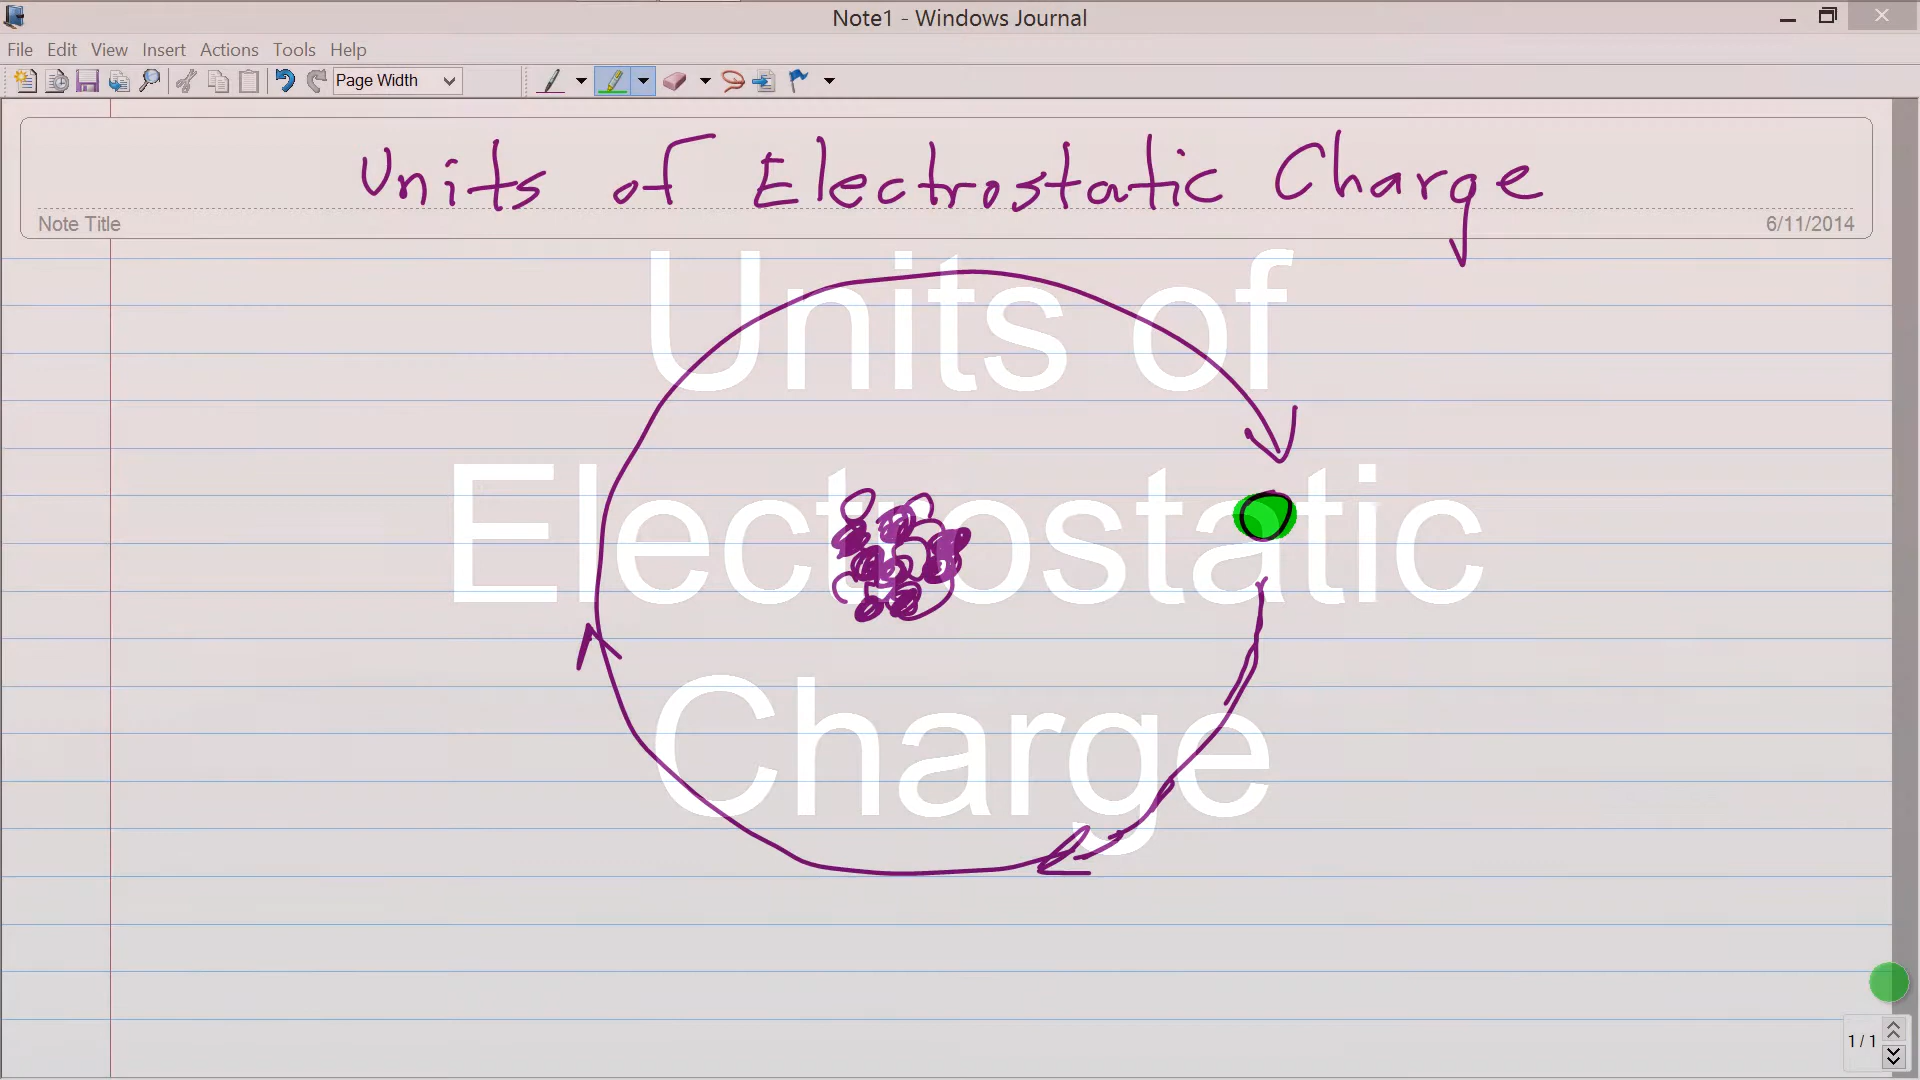 Note1 - Windows Journal
File Edit View Insert Actions Tools Help
Page Width
Units of Electrostatic Charge
Note Title 6/11/2014
Units of
Electrostatic
Charge
1 / 1